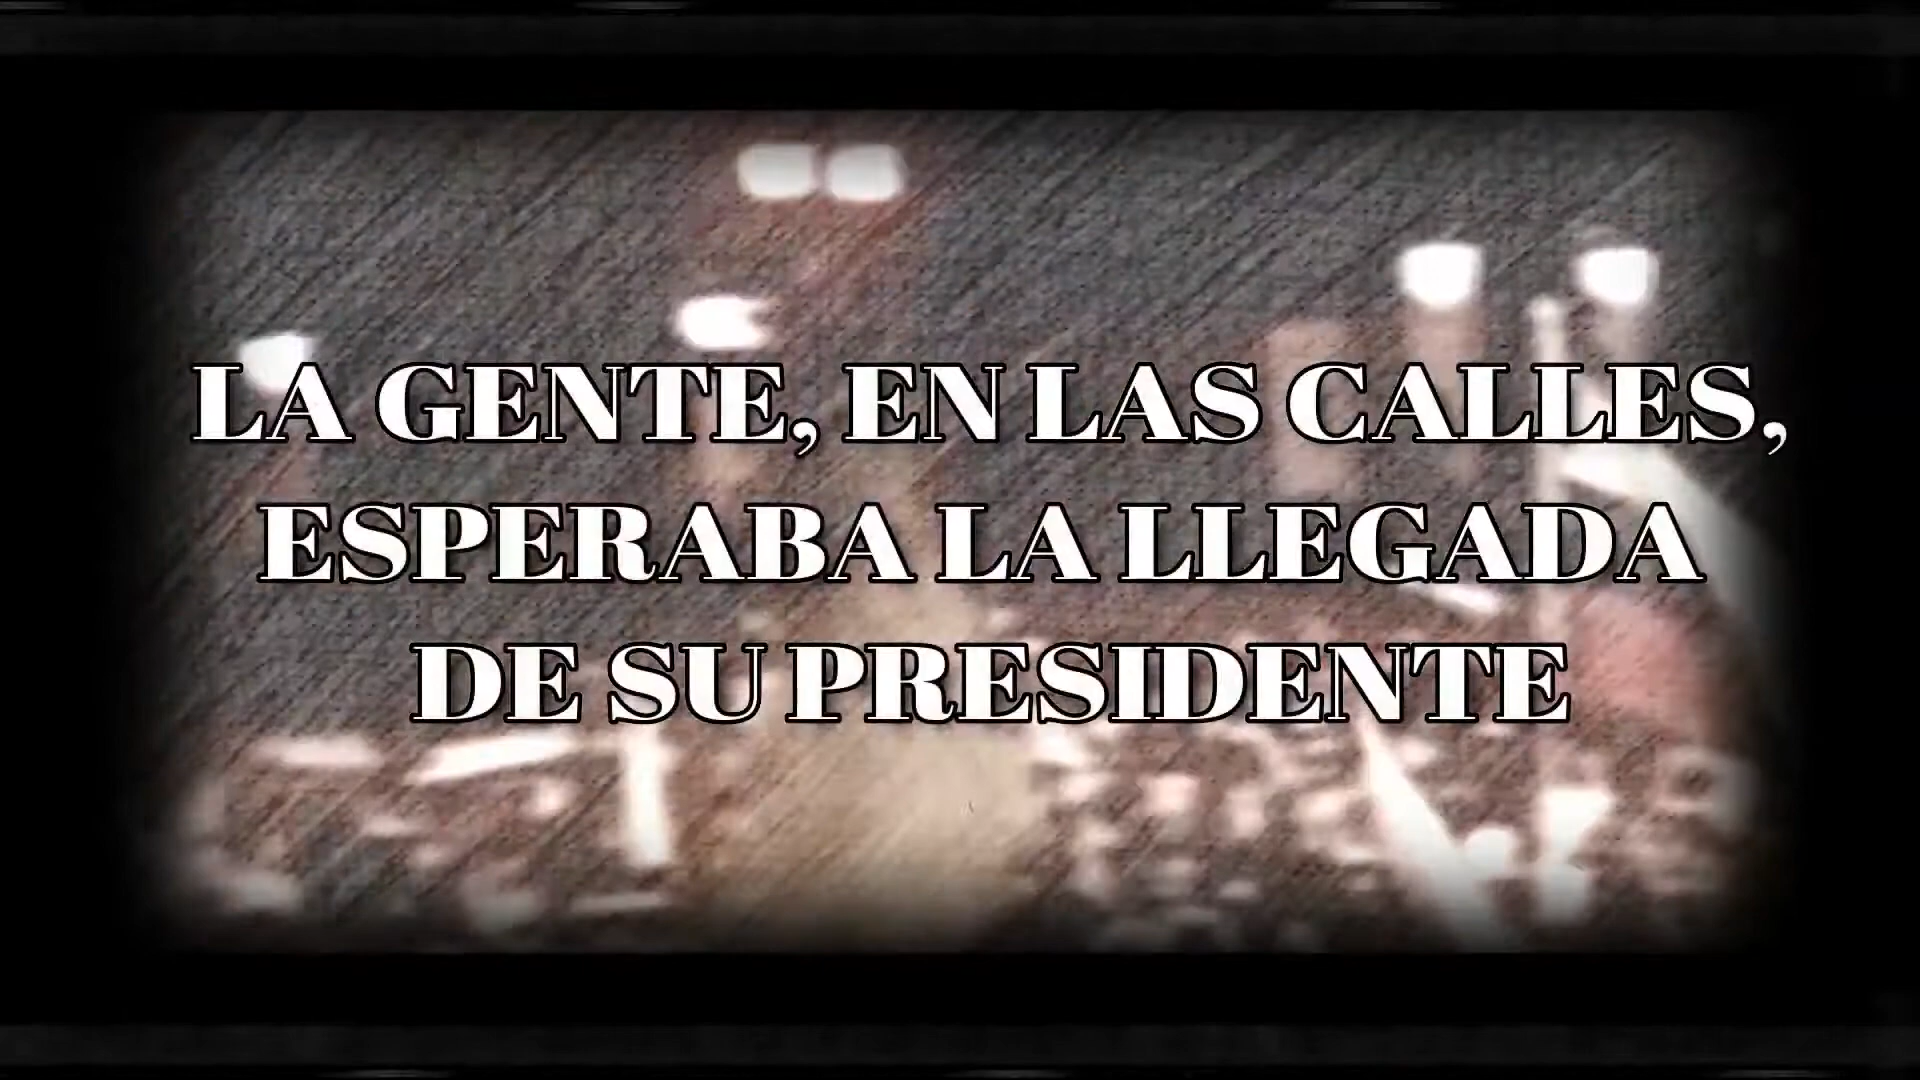 LA GENTE, EN LAS CALLES,
ESPERABA LA LLEGADA
DE SU PRESIDENTE